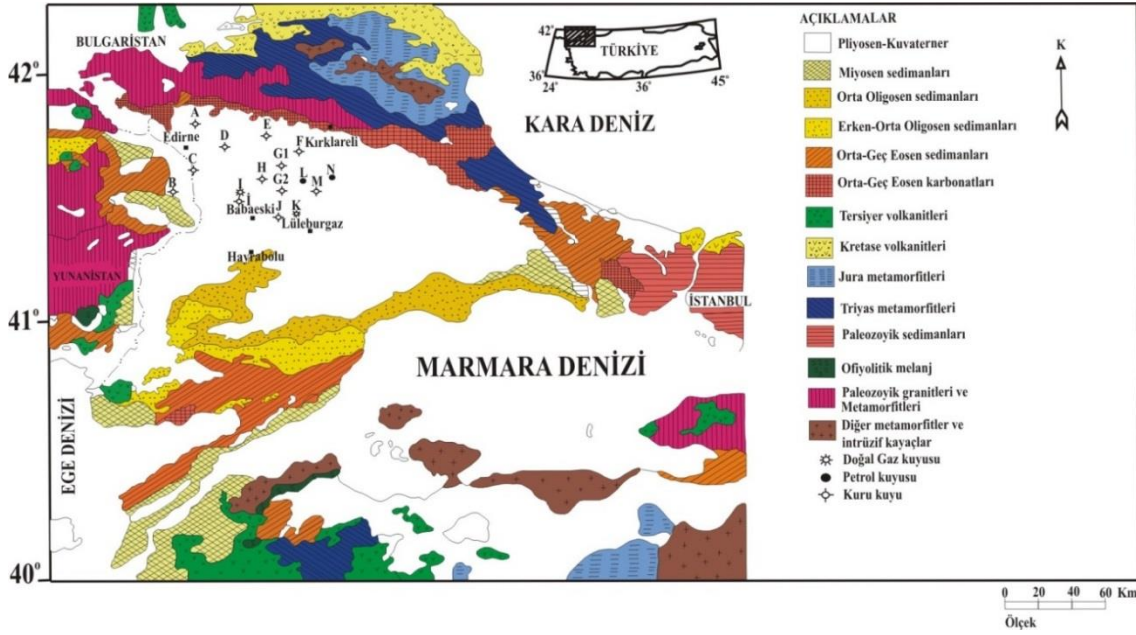 BULGARİSTAN
42°
TÜRKİYE
36°
24°
36°
45°
42°
KARA DENİZ
A
Edirne
D
E
F
Kırklareli
C
G1
H
L
N
B
I
G2
M
İ
Babaeski
J
K
Lüleburgaz
Hayrabolu
YUNANİSTAN
İSTANBUL
41°
MARMARA DENİZİ
EGE DENİZİ
40°
AÇIKLAMALAR
Pliyosen-Kuvaterner
Miyosen sedimanları
Orta Oligosen sedimanları
Erken-Orta Oligosen sedimanları
Orta-Geç Eosen sedimanları
Orta-Geç Eosen karbonatları
Tersiyer volkanitleri
Kretase volkanitleri
Jura metamorfitleri
Triyas metamorfitleri
Paleozoyik sedimanları
Ofiyolitik melanj
Paleozoyik granitleri ve
Metamorfitleri
Diğer metamorfitler ve
intrüzif kayaçlar
Doğal Gaz kuyusu
Petrol kuyusu
Kuru kuyu
K
0 20 40 60 Km
Ölçek